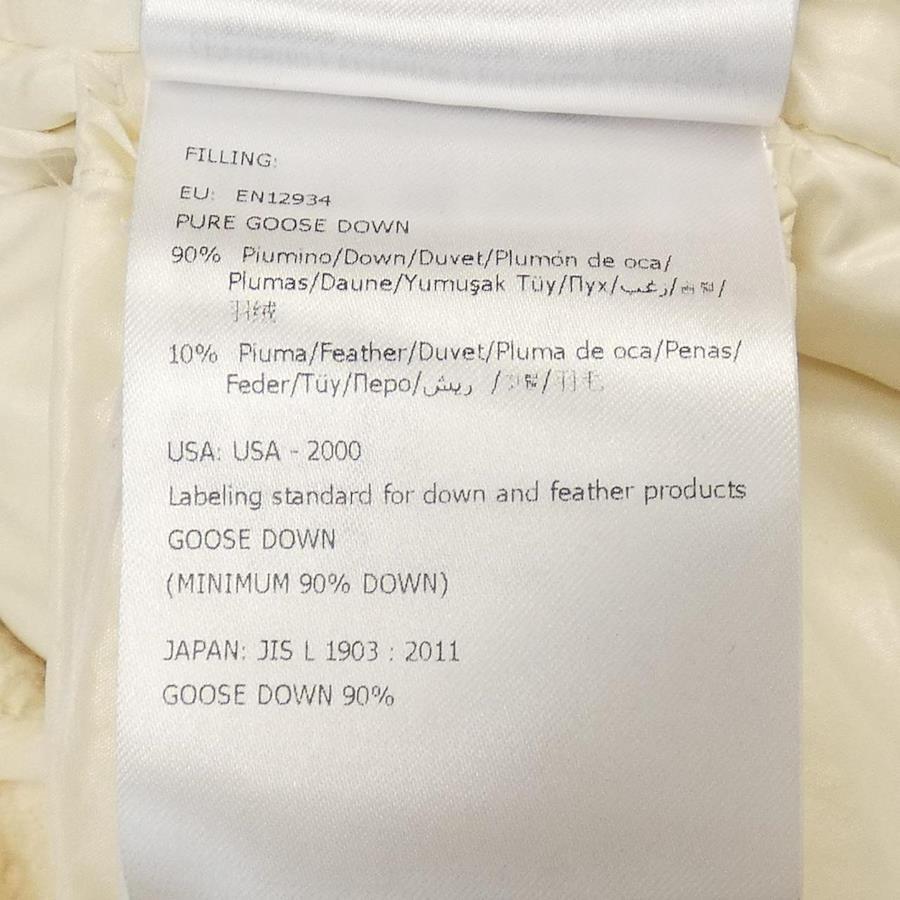 FILLING:
EU: EN12934
PURE GOOSE DOWN
90% Piumino/Down/Duvet/Plumón de oca/
Plumas/Daune/Yumuşak Tüy/Пух/زغب/
羽绒
10% Piuma/Feather/Duvet/Pluma de oca/Penas/
Feder/Tüy/Перо/ريش /羽毛
USA: USA - 2000
Labeling standard for down and feather products
GOOSE DOWN
(MINIMUM 90% DOWN)
JAPAN: JIS L 1903 : 2011
GOOSE DOWN 90%